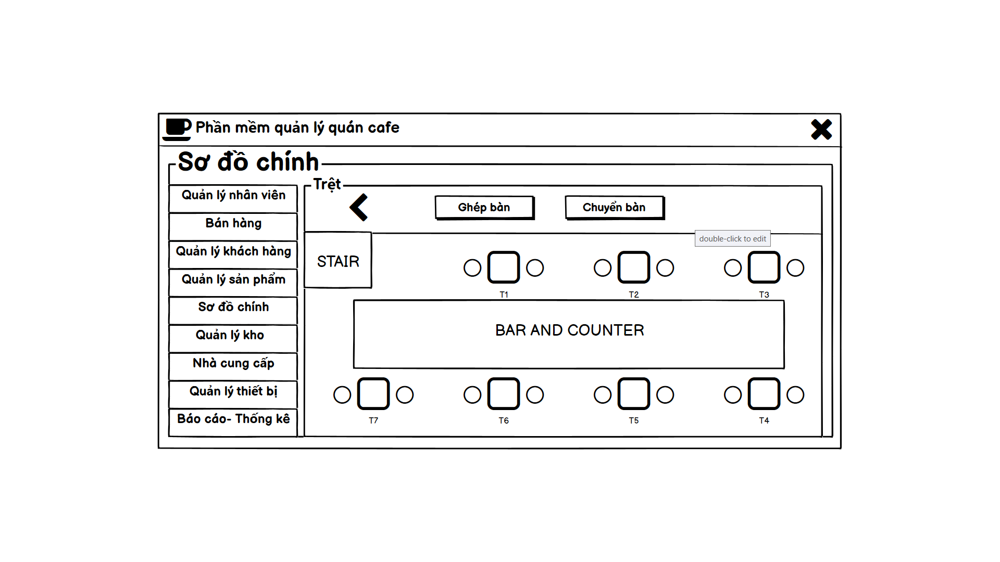 Phần mềm quản lý quán cafe
Sơ đồ chính
Quản lý nhân viên
Bán hàng
Quản lý khách hàng
Quản lý sản phẩm
Sơ đồ chính
Quản lý kho
Nhà cung cấp
Quản lý thiết bị
Báo cáo- Thống kê
Trệt
Ghép bàn
Chuyển bàn
double-click to edit
STAIR
T1
T2
T3
BAR AND COUNTER
T7
T6
T5
T4